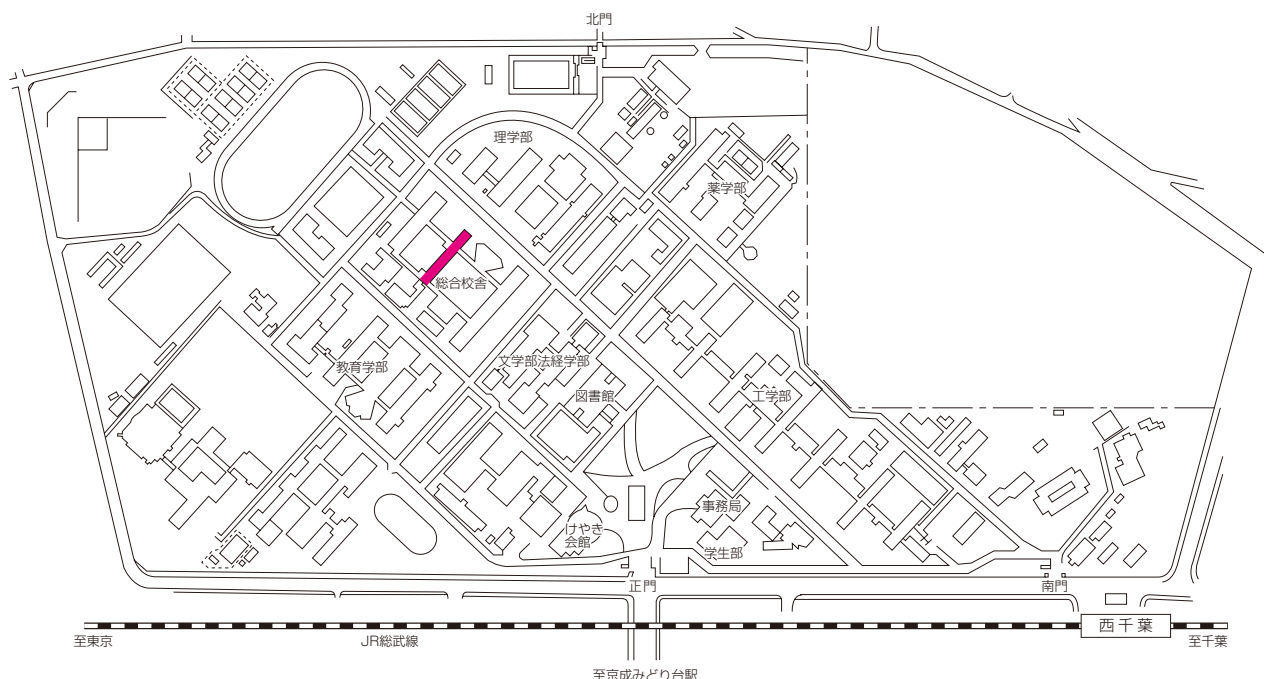 北門
理学部
薬学部
総合校舎
教育学部
文学部法経学部
図書館
工学部
事務局
けやき
会館
学生部
正門
南門
西千葉
至東京
JR総武線
至千葉
至京成みどり台駅